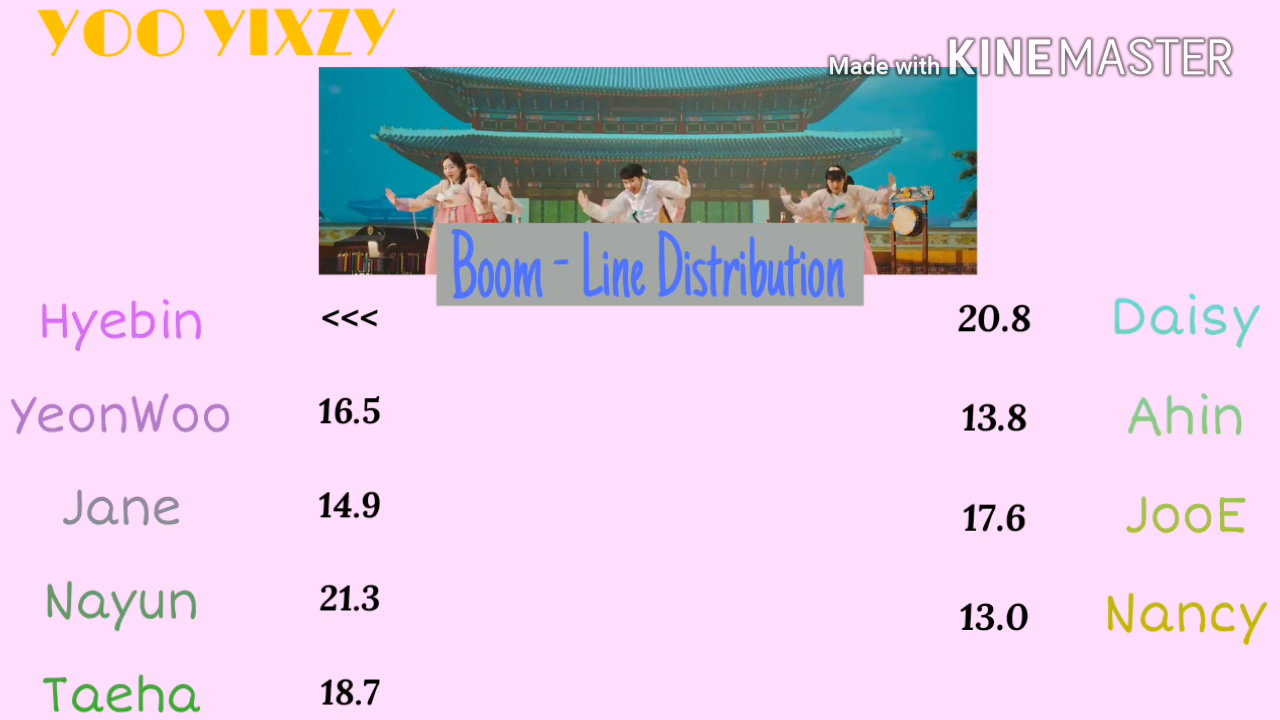 YOO YIXZY
Made with KINEMASTER
Boom - Line Distribution
Hyebin <<< 20.8 Daisy
YeonWoo 16.5 13.8 Ahin
Jane 14.9 17.6 JooE
Nayun 21.3 13.0 Nancy
Taeha 18.7